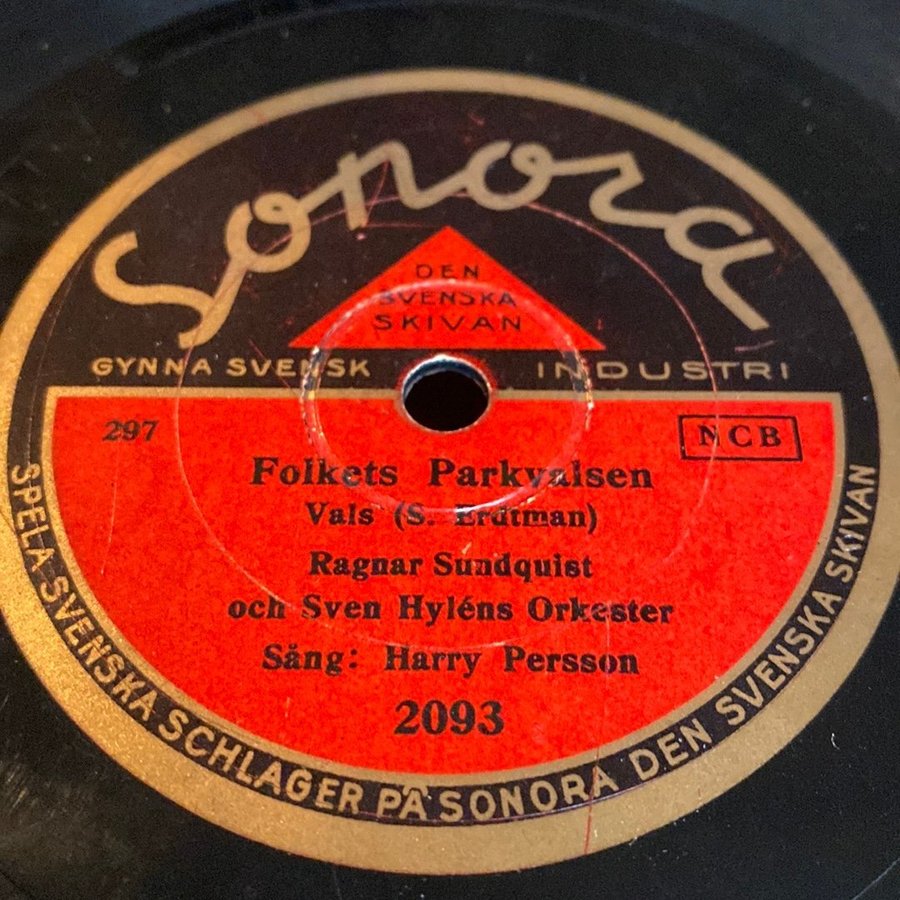 Sonora
DEN
SVENSKA
SKIVAN
GYNNA SVENSK INDUSTRI
297
NCB
Folkets Parkvalsen
Vals (S. Erdtman)
Ragnar Sundquist
och Sven Hyléns Orkester
Sång: Harry Persson
2093
SPELA SVENSKA SCHLAGER PÅ SONORA DEN SVENSKA SKIVAN